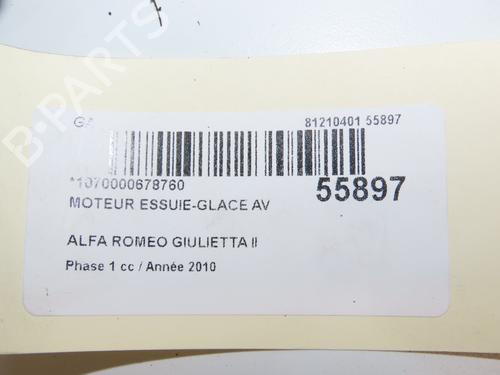 GA 81210401 55897
*1070000678760
55897
MOTEUR ESSUIE-GLACE AV
ALFA ROMEO GIULIETTA II
Phase 1 cc / Année 2010
B-PARTS